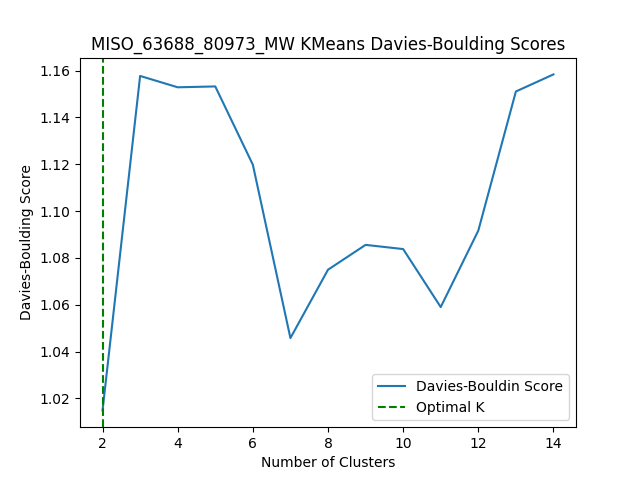 MISO_63688_80973_MW KMeans Davies-Boulding Scores
Davies-Boulding Score
1.16
1.14
1.12
1.10
1.08
1.06
1.04
1.02
Davies-Bouldin Score
Optimal K
2 4 6 8 10 12 14
Number of Clusters